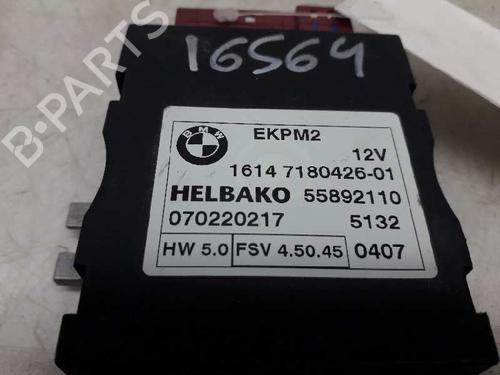 16564
BMW
EKPM2
12V
1614 7180426-01
HELBAKO 55892110
070220217 5132
HW 5.0 FSV 4.50.45 0407
B-PARTS